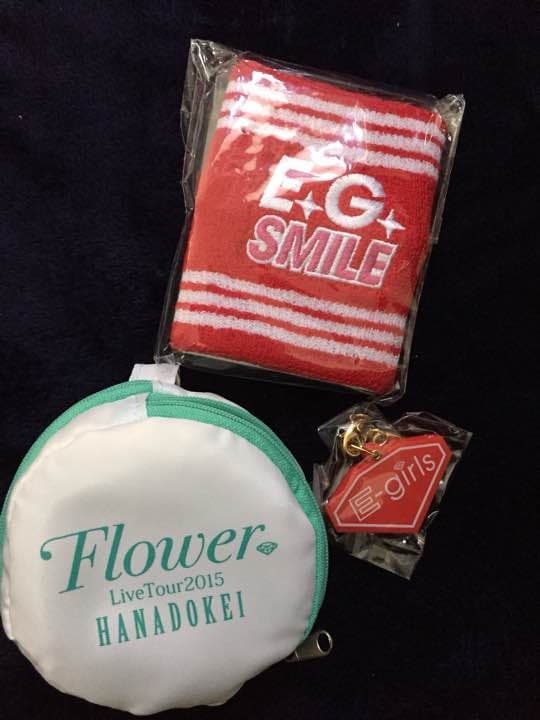 E.G.
SMILE
E-girls
Flower
LiveTour2015
HANADOKEI